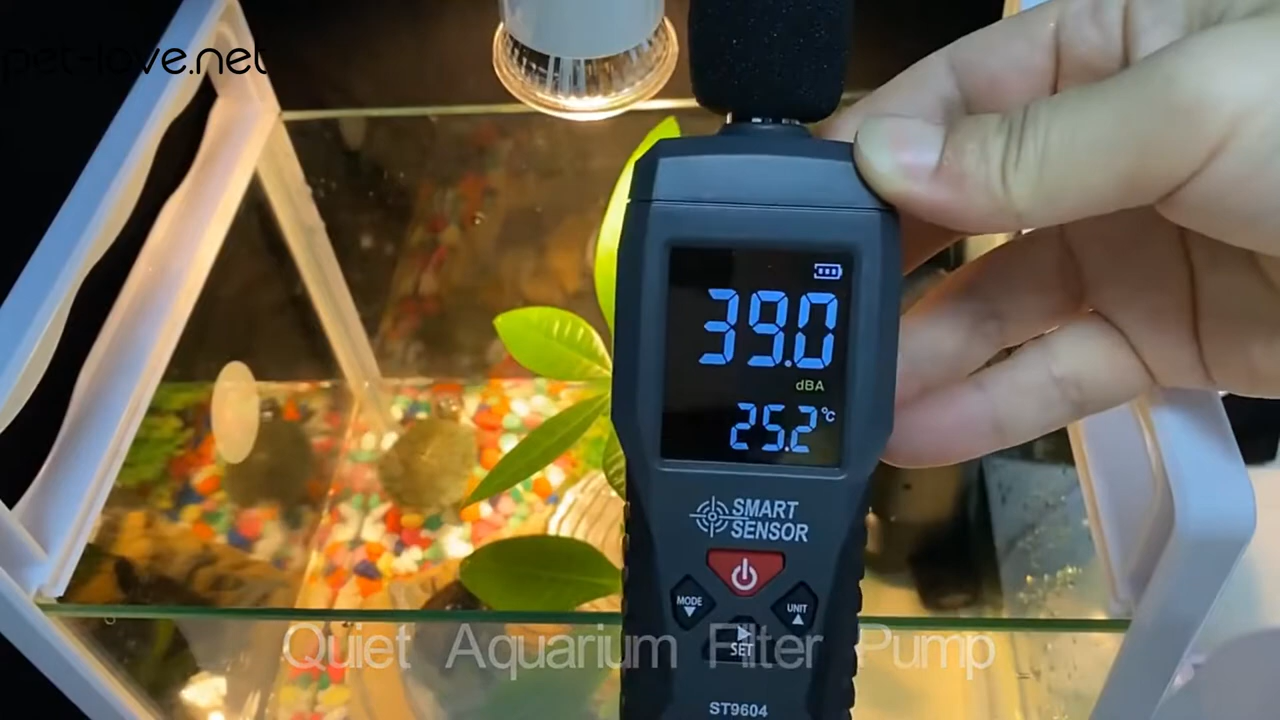 pet-love.net
39.0
dBA
25.2 °C
SMART
SENSOR
MODE
UNIT
SET
Quiet Aquarium Filter Pump
ST9604